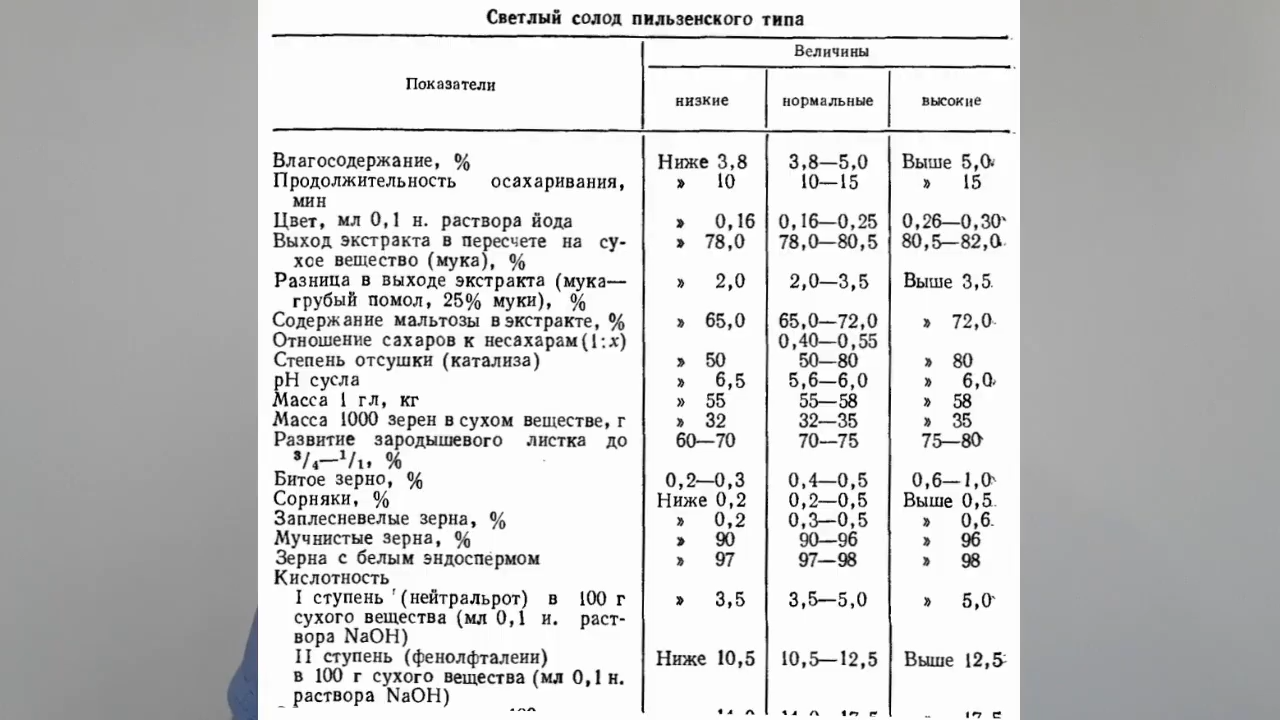 Светлый солод пильзенского типа
Величины
Показатели
низкие нормальные высокие
Влагосодержание, % Ниже 3,8 3,8—5,0 Выше 5,0
Продолжительность осахаривания, » 10 10—15 » 15
мин
Цвет, мл 0,1 н. раствора йода » 0,16 0,16—0,25 0,26—0,30
Выход экстракта в пересчете на су- » 78,0 78,0—80,5 80,5—82,0
хое вещество (мука), %
Разница в выходе экстракта (мука— » 2,0 2,0—3,5 Выше 3,5
грубый помол, 25% муки), %
Содержание мальтозы в экстракте, % » 65,0 65,0—72,0 » 72,0
Отношение сахаров к несахарам (1:x) 0,40—0,55
Степень отсушки (катализа) » 50 50—80 » 80
pH сусла » 6,5 5,6—6,0 » 6,0
Масса 1 гл, кг » 55 55—58 » 58
Масса 1000 зерен в сухом веществе, г » 32 32—35 » 35
Развитие зародышевого листка до 60—70 70—75 75—80
3/4—1/1, %
Битое зерно, % 0,2—0,3 0,4—0,5 0,6—1,0
Сорняки, % Ниже 0,2 0,2—0,5 Выше 0,5
Заплесневелые зерна, % » 0,2 0,3—0,5 » 0,6
Мучнистые зерна, % » 90 90—96 » 96
Зерна с белым эндоспермом » 97 97—98 » 98
Кислотность
I ступень (нейтральрот) в 100 г » 3,5 3,5—5,0 » 5,0
сухого вещества (мл 0,1 и. раст-
вора NaOH)
II ступень (фенолфталеии) Ниже 10,5 10,5—12,5 Выше 12,5
в 100 г сухого вещества (мл 0,1 н.
раствора NaOH)